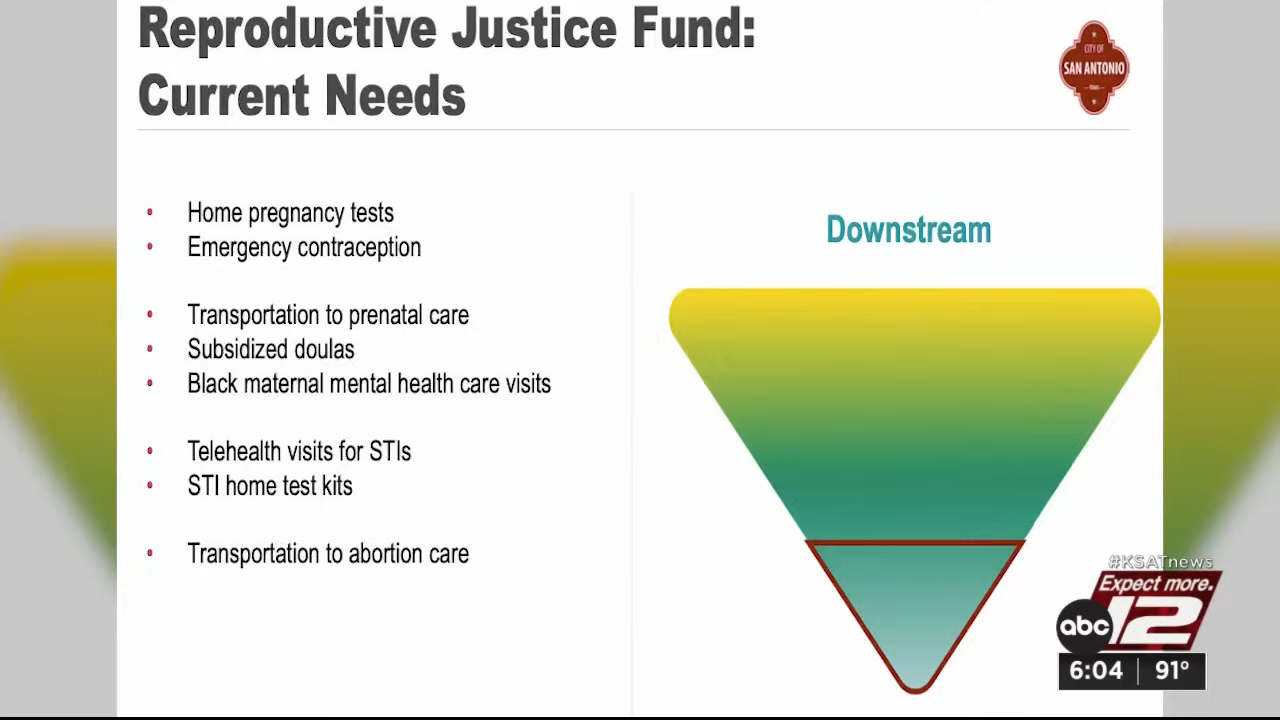 Reproductive Justice Fund:
Current Needs
CITY OF
SAN ANTONIO
• Home pregnancy tests
• Emergency contraception
• Transportation to prenatal care
• Subsidized doulas
• Black maternal mental health care visits
• Telehealth visits for STIs
• STI home test kits
• Transportation to abortion care
Downstream
#KSATnews
Expect more.
abc 12
6:04 91°